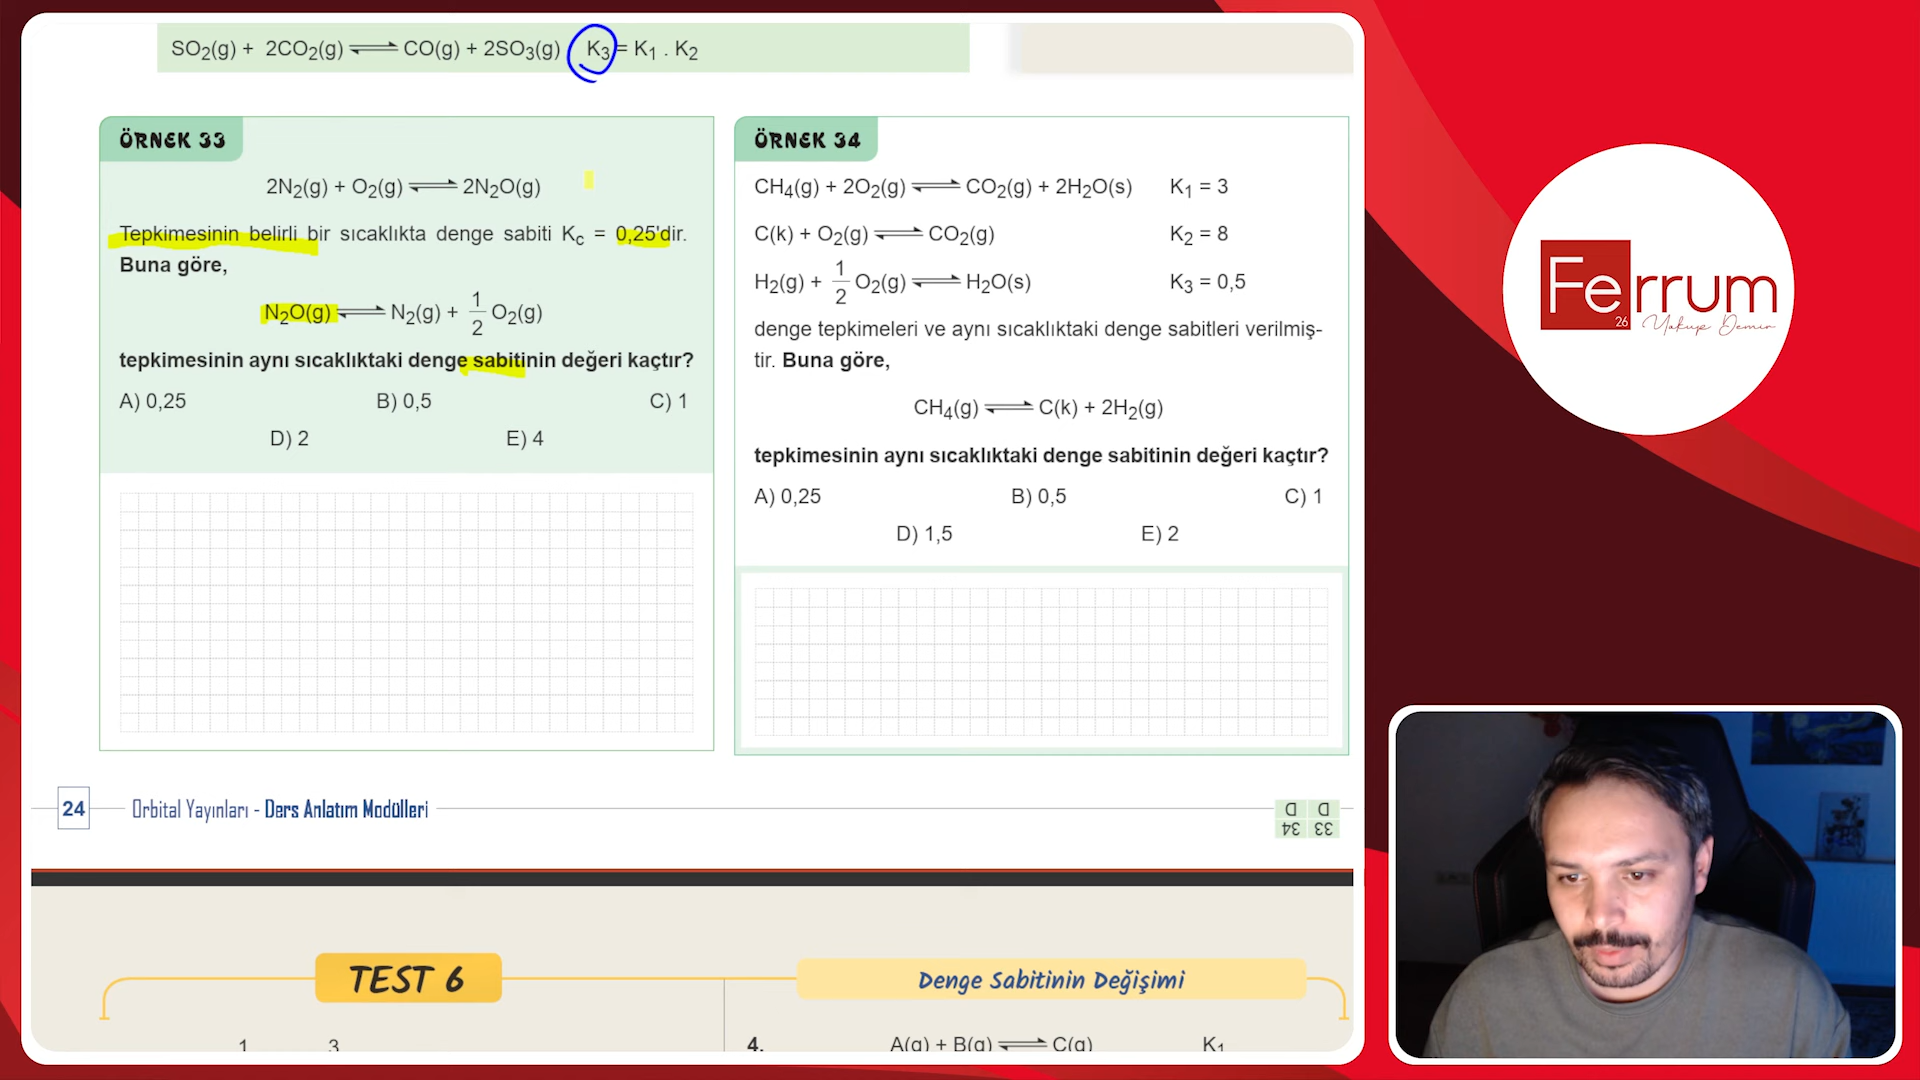 SO₂(g) + 2CO₂(g) ⇌ CO(g) + 2SO₃(g) K₃ = K₁ . K₂
ÖRNEK 33
2N₂(g) + O₂(g) ⇌ 2N₂O(g)
Tepkimesinin belirli bir sıcaklıkta denge sabiti K꜀ = 0,25'dir.
Buna göre,
N₂O(g) ⇌ N₂(g) + 1/2 O₂(g)
tepkimesinin aynı sıcaklıktaki denge sabitinin değeri kaçtır?
A) 0,25 B) 0,5 C) 1
D) 2 E) 4
ÖRNEK 34
CH₄(g) + 2O₂(g) ⇌ CO₂(g) + 2H₂O(s) K₁ = 3
C(k) + O₂(g) ⇌ CO₂(g) K₂ = 8
H₂(g) + 1/2 O₂(g) ⇌ H₂O(s) K₃ = 0,5
denge tepkimeleri ve aynı sıcaklıktaki denge sabitleri verilmiş-
tir. Buna göre,
CH₄(g) ⇌ C(k) + 2H₂(g)
tepkimesinin aynı sıcaklıktaki denge sabitinin değeri kaçtır?
A) 0,25 B) 0,5 C) 1
D) 1,5 E) 2
24 Orbital Yayınları - Ders Anlatım Modülleri
33 34
D D
TEST 6
Denge Sabitinin Değişimi
1 3
4. A(g) + B(g) ⇌ C(g) K₁
Ferrum
26 Yakup Demir